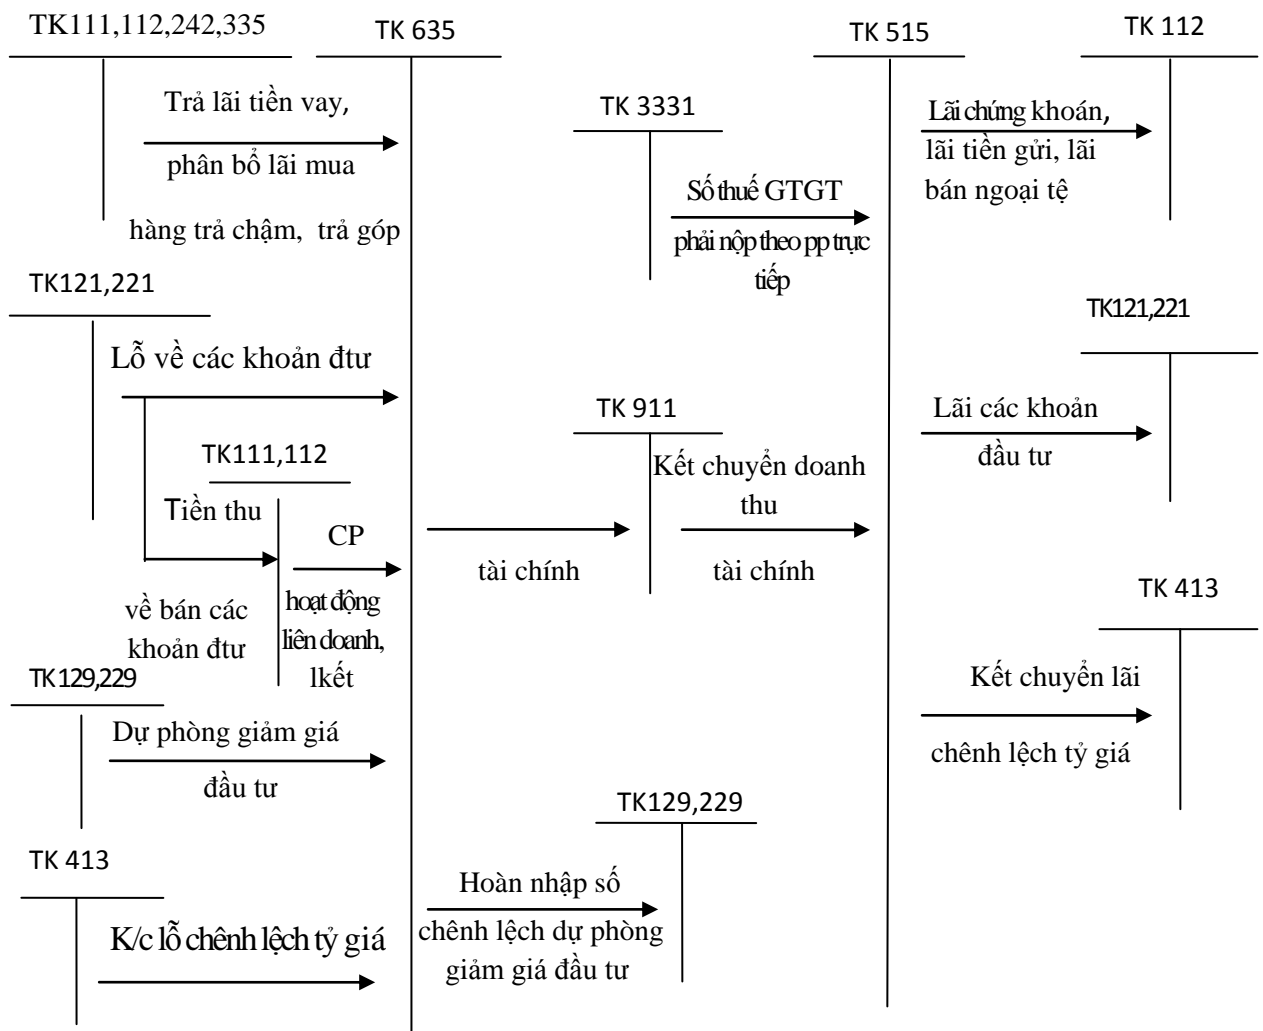 TK111,112,242,335
TK 635
TK 515
TK 112
Trả lãi tiền vay,
phân bổ lãi mua
hàng trả chậm, trả góp
TK 3331
Số thuế GTGT
phải nộp theo pp trực
tiếp
Lãi chứng khoán,
lãi tiền gửi, lãi
bán ngoại tệ
TK121,221
Lỗ về các khoản đtư
TK111,112
Tiền thu
về bán các
khoản đtư
CP
hoạt động
liên doanh,
lkết
TK 911
tài chính
Kết chuyển doanh
thu
tài chính
TK121,221
Lãi các khoản
đầu tư
TK 413
Kết chuyển lãi
chênh lệch tỷ giá
TK129,229
Dự phòng giảm giá
đầu tư
TK 413
K/c lỗ chênh lệch tỷ giá
TK129,229
Hoàn nhập số
chênh lệch dự phòng
giảm giá đầu tư